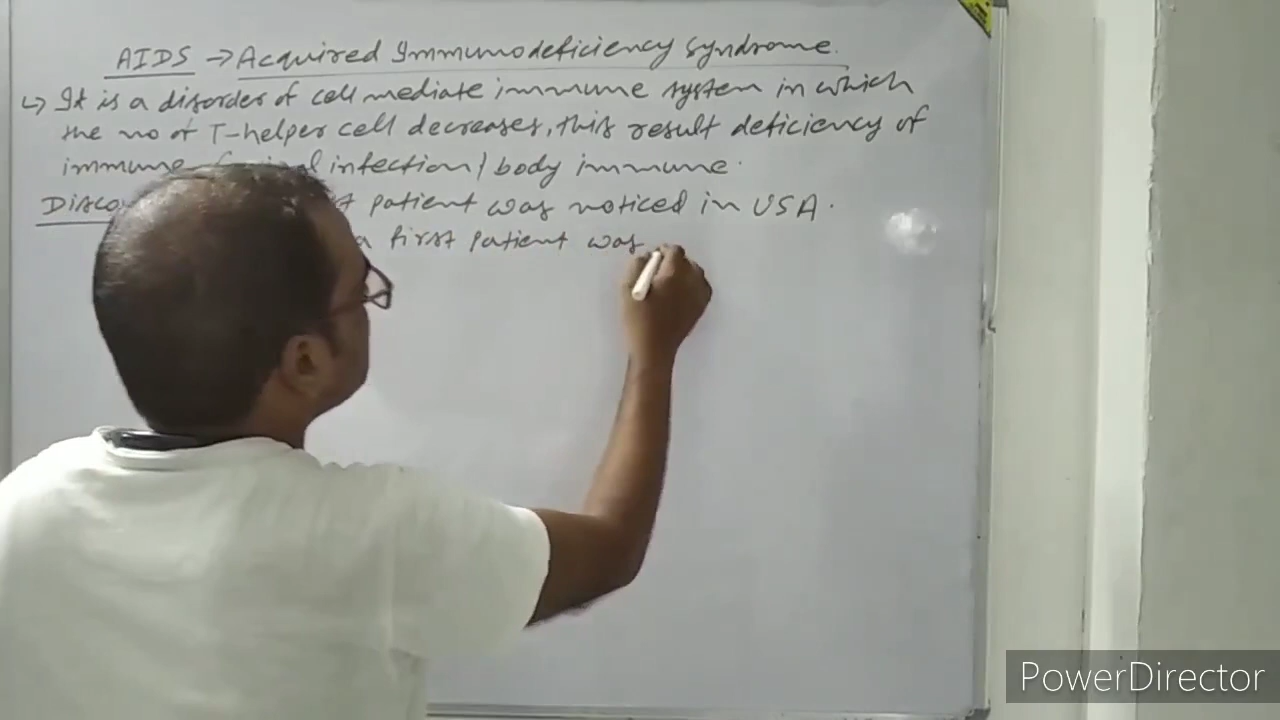 AIDS → Acquired Immunodeficiency Syndrome.
↳ It is a disorder of cell mediate immune system in which
the no of T-helper cell decreases, this result deficiency of
immune infection / body immune.
patient was noticed in USA.
a first patient was
PowerDirector